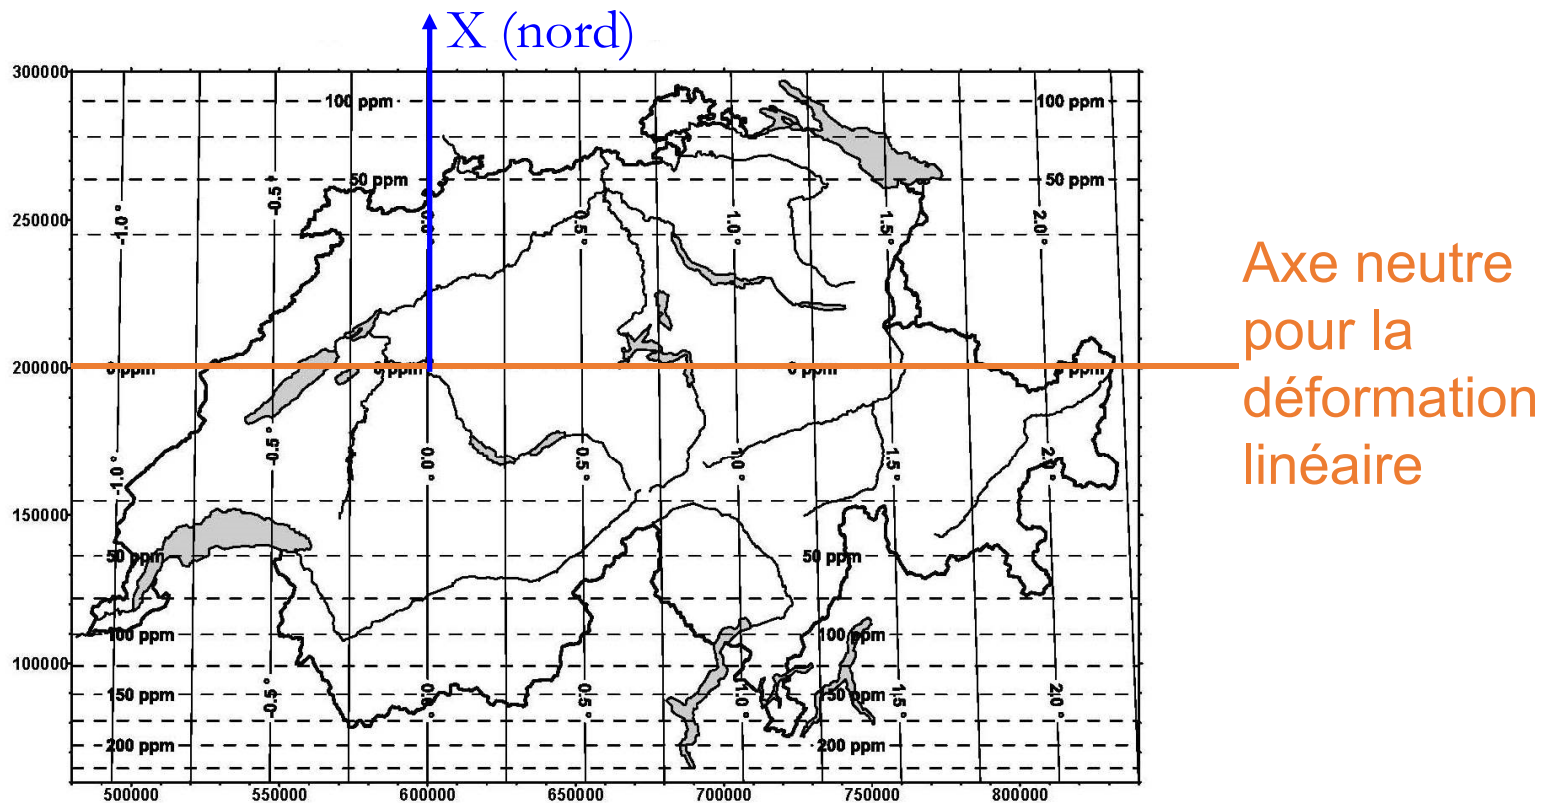 X (nord)
300000
100 ppm
100 ppm
50 ppm
50 ppm
-0.5 °
250000
-1.0 °
0.0 °
0.5 °
1.0 °
1.5 °
2.0 °
Axe neutre
pour la
déformation
linéaire
200000
0 ppm
0 ppm
0 ppm
0 ppm
-1.0 °
-0.5 °
0.0 °
0.5 °
1.0
1.5
2.0
150000
50 ppm
50 ppm
100 ppm
100 ppm
100000
150 ppm
150 ppm
-0.5 °
0.0 °
0.5 °
1.0 °
1.5 °
2.0 °
200 ppm
200 ppm
500000
550000
600000
650000
700000
750000
800000